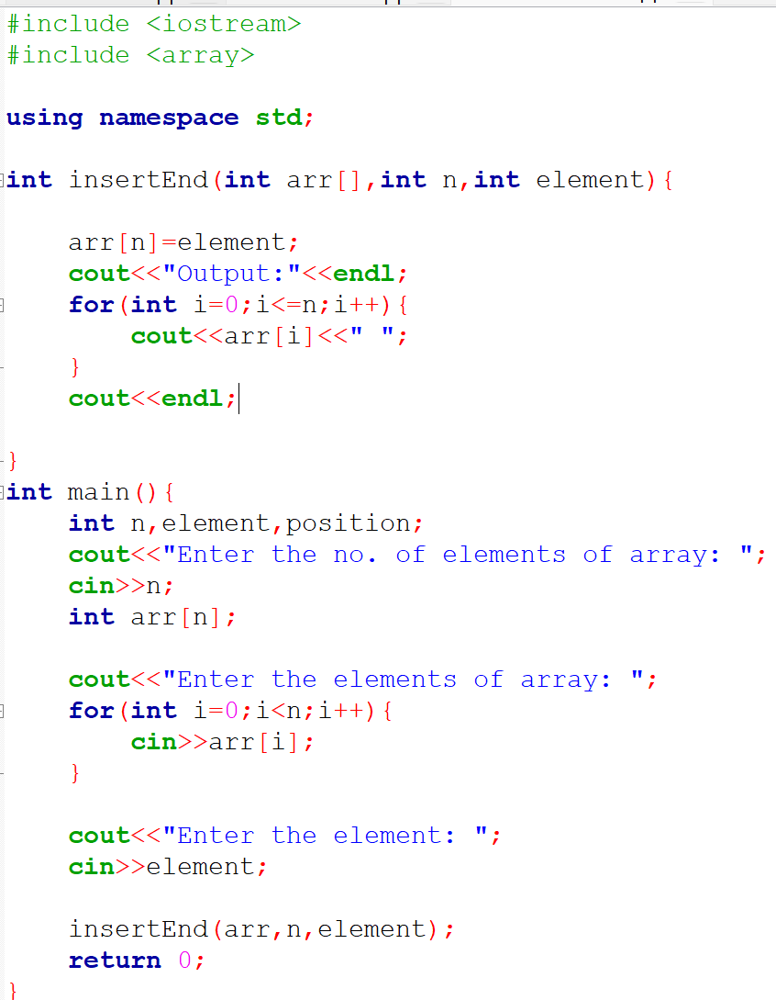 #include <iostream>
#include <array>
using namespace std;
int insertEnd(int arr[],int n,int element){
arr[n]=element;
cout<<"Output:"<<endl;
for(int i=0;i<=n;i++){
cout<<arr[i]<<" ";
}
cout<<endl;
}
int main(){
int n,element,position;
cout<<"Enter the no. of elements of array: ";
cin>>n;
int arr[n];
cout<<"Enter the elements of array: ";
for(int i=0;i<n;i++){
cin>>arr[i];
}
cout<<"Enter the element: ";
cin>>element;
insertEnd(arr,n,element);
return 0;
}